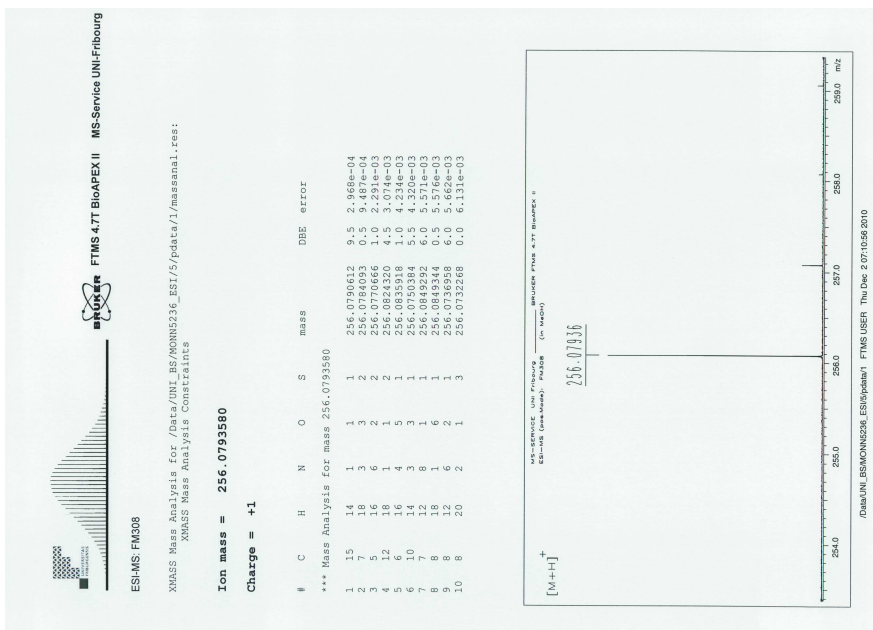 UNIVERSITAS
FRIBURGENSIS
BRUKER FTMS 4.7T BioAPEX II MS-Service UNI-Fribourg
ESI-MS: FM308
XMASS Mass Analysis for /Data/UNI_BS/MONN5236_ESI/5/pdata/1/massanal.res:
XMASS Mass Analysis Constraints
Ion mass = 256.0793580
Charge = +1
# C H N O S mass DBE error
*** Mass Analysis for mass 256.0793580
1 15 14 1 1 1 256.0790612 9.5 2.968e-04
2 7 18 3 3 2 256.0784093 0.5 9.487e-04
3 5 16 6 2 2 256.0770666 1.0 2.291e-03
4 12 18 1 1 2 256.0824320 4.5 3.074e-03
5 6 16 4 5 1 256.0835918 1.0 4.234e-03
6 10 14 3 3 1 256.0750384 5.5 4.320e-03
7 7 12 8 1 1 256.0849292 6.0 5.571e-03
8 8 18 1 6 1 256.0849344 0.5 5.576e-03
9 8 12 6 2 1 256.0736958 6.0 5.662e-03
10 8 20 2 1 3 256.0732268 0.0 6.131e-03
MS-SERVICE UNI Fribourg BRUKER FTMS 4.7T BioAPEX II
ESI-MS (pos.Mode): FM308 (in MeOH)
[M+H]+
256.07936
254.0 255.0 256.0 257.0 258.0 259.0 m/z
/Data/UNI_BS/MONN5236_ESI/5/pdata/1 FTMS USER Thu Dec 2 07:10:56 2010